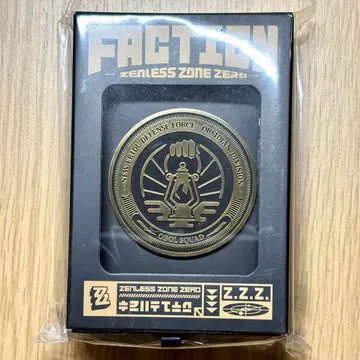 FACTION
ZENLESS ZONE ZERO
NEW ERIDU DEFENSE FORCE · OBSIDIAN DIVISION
OBOL SQUAD
ZENLESS ZONE ZERO
Z.Z.Z.